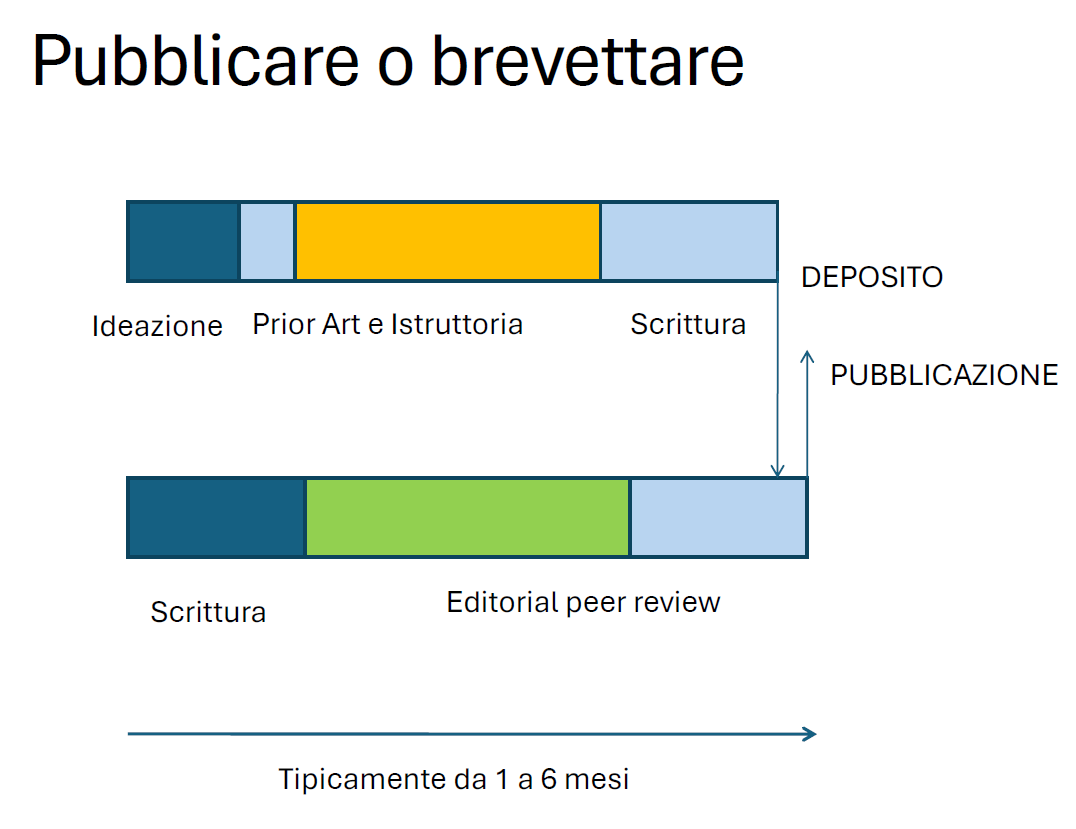 Pubblicare o brevettare
DEPOSITO
Ideazione
Prior Art e Istruttoria
Scrittura
PUBBLICAZIONE
Scrittura
Editorial peer review
Tipicamente da 1 a 6 mesi